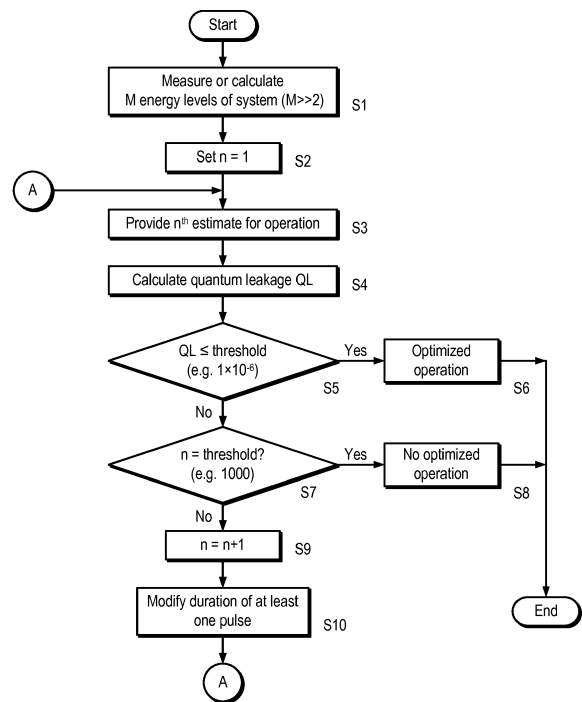 Start
Measure or calculate
M energy levels of system (M>>2)
S1
Set n = 1
S2
A
Provide nth estimate for operation
S3
Calculate quantum leakage QL
S4
QL ≤ threshold
(e.g. 1×10⁻⁶)
S5
Yes
Optimized
operation
S6
No
n = threshold?
(e.g. 1000)
S7
Yes
No optimized
operation
S8
No
n = n+1
S9
Modify duration of at least
one pulse
S10
End
A